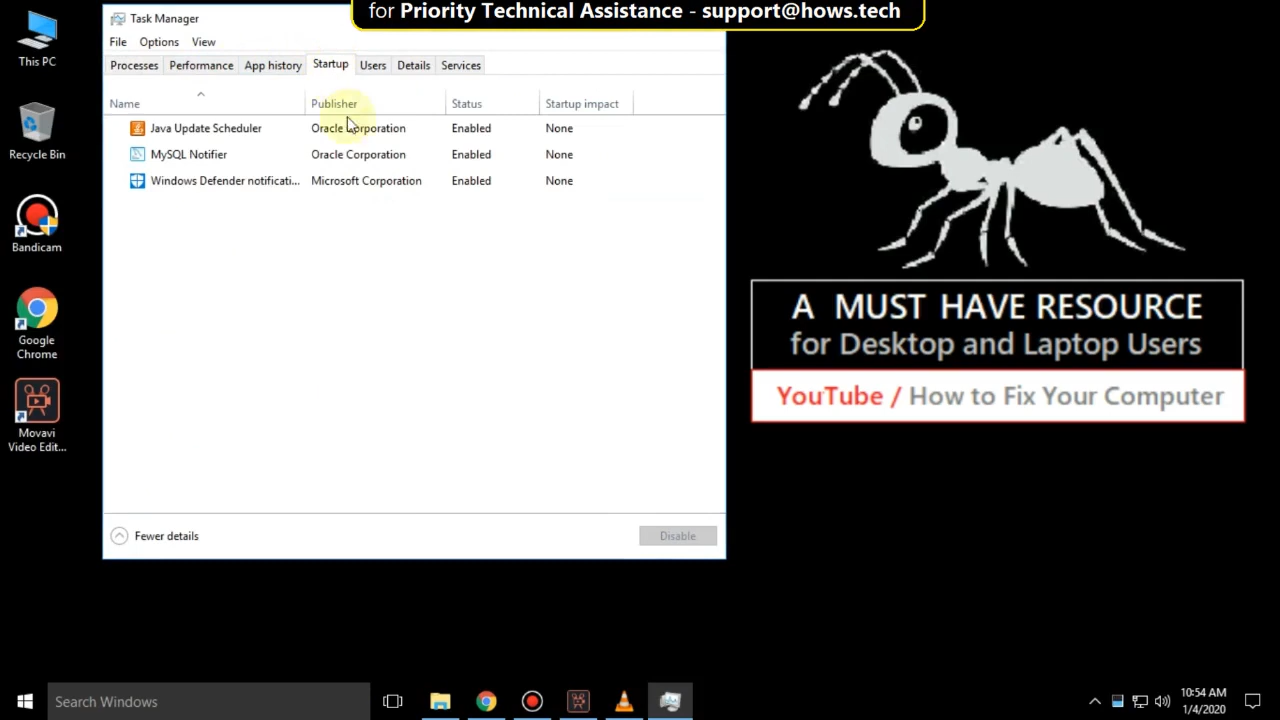 for Priority Technical Assistance - support@hows.tech
This PC
Recycle Bin
Bandicam
Google
Chrome
Movavi
Video Edit...
Task Manager
File Options View
Processes Performance App history Startup Users Details Services
Name Publisher Status Startup impact
Java Update Scheduler Oracle Corporation Enabled None
MySQL Notifier Oracle Corporation Enabled None
Windows Defender notificati... Microsoft Corporation Enabled None
Fewer details Disable
A MUST HAVE RESOURCE
for Desktop and Laptop Users
YouTube / How to Fix Your Computer
Search Windows
10:54 AM
1/4/2020